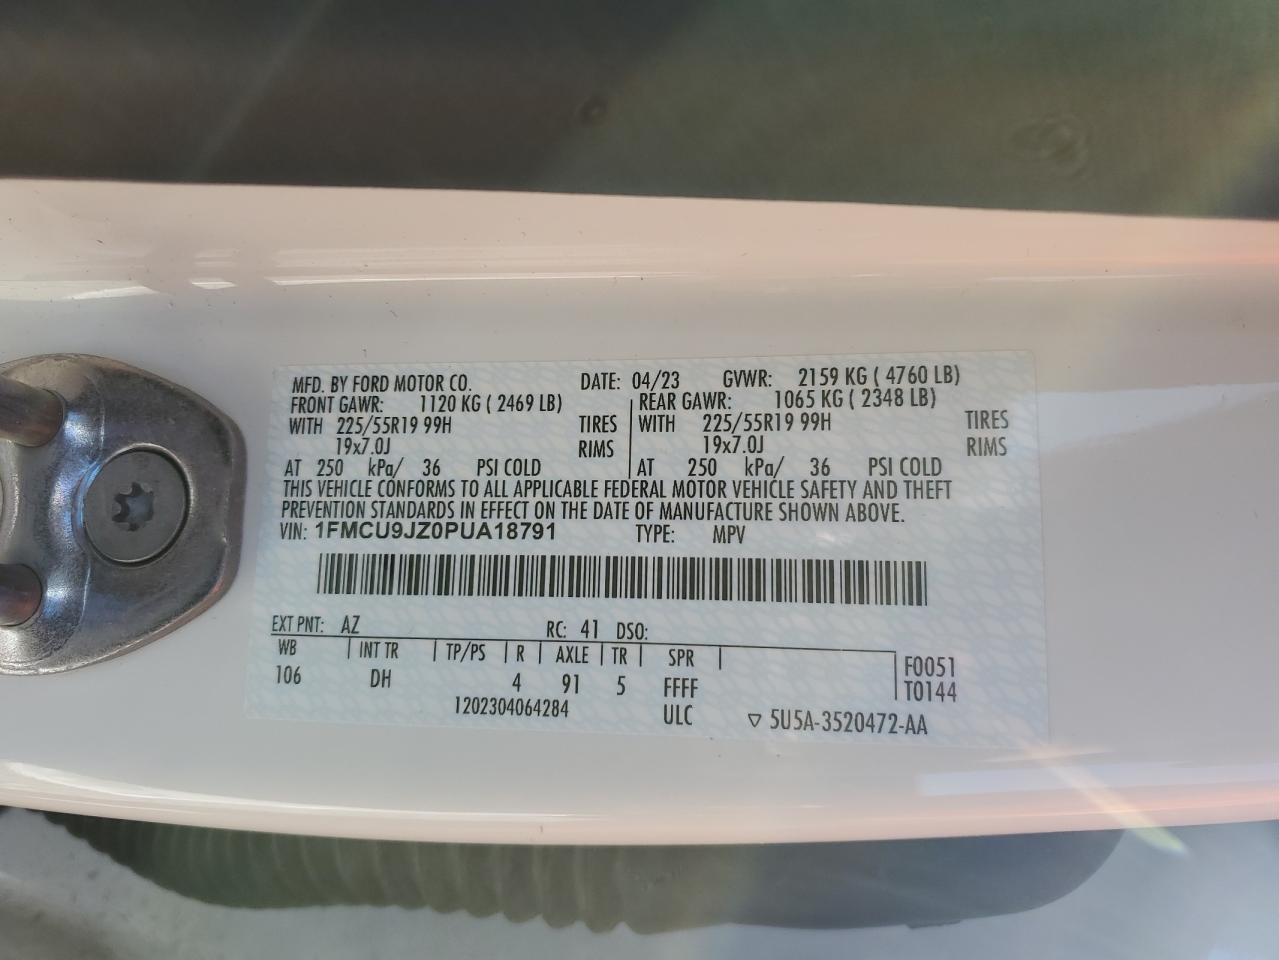 MFD. BY FORD MOTOR CO. DATE: 04/23 GVWR: 2159 KG ( 4760 LB)
FRONT GAWR: 1120 KG ( 2469 LB) REAR GAWR: 1065 KG ( 2348 LB)
WITH 225/55R19 99H TIRES WITH 225/55R19 99H TIRES
19x7.0J RIMS 19x7.0J RIMS
AT 250 kPa/ 36 PSI COLD AT 250 kPa/ 36 PSI COLD
THIS VEHICLE CONFORMS TO ALL APPLICABLE FEDERAL MOTOR VEHICLE SAFETY AND THEFT
PREVENTION STANDARDS IN EFFECT ON THE DATE OF MANUFACTURE SHOWN ABOVE.
VIN: 1FMCU9JZ0PUA18791 TYPE: MPV
EXT PNT: AZ RC: 41 DSO:
WB INT TR TP/PS R AXLE TR SPR F0051
106 DH 4 91 5 FFFF T0144
1202304064284 ULC ▽ 5U5A-3520472-AA